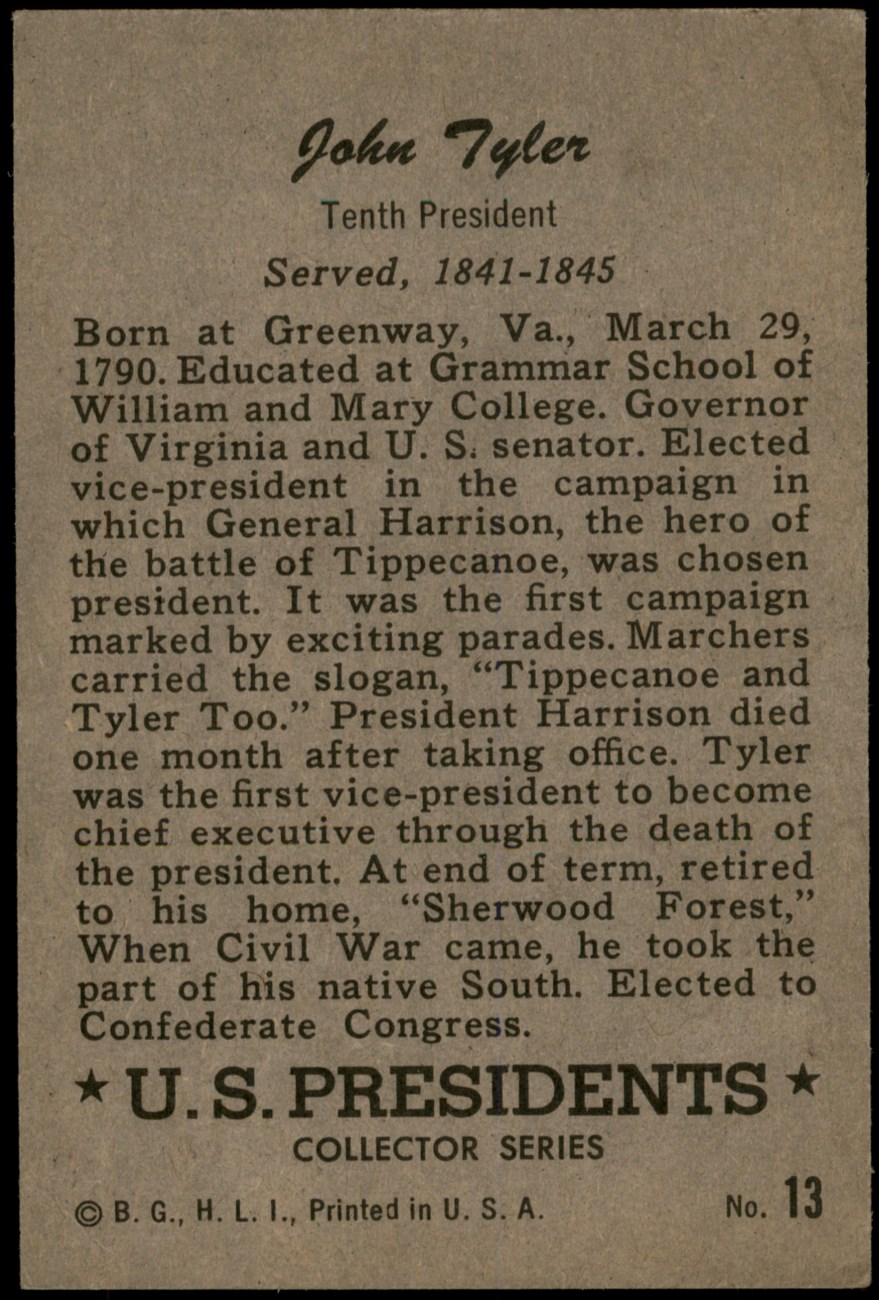 John Tyler
Tenth President
Served, 1841-1845
Born at Greenway, Va., March 29,
1790. Educated at Grammar School of
William and Mary College. Governor
of Virginia and U. S. senator. Elected
vice-president in the campaign in
which General Harrison, the hero of
the battle of Tippecanoe, was chosen
president. It was the first campaign
marked by exciting parades. Marchers
carried the slogan, “Tippecanoe and
Tyler Too.” President Harrison died
one month after taking office. Tyler
was the first vice-president to become
chief executive through the death of
the president. At end of term, retired
to his home, “Sherwood Forest,”
When Civil War came, he took the
part of his native South. Elected to
Confederate Congress.
★ U.S. PRESIDENTS ★
COLLECTOR SERIES
© B. G., H. L. I., Printed in U. S. A.
No. 13